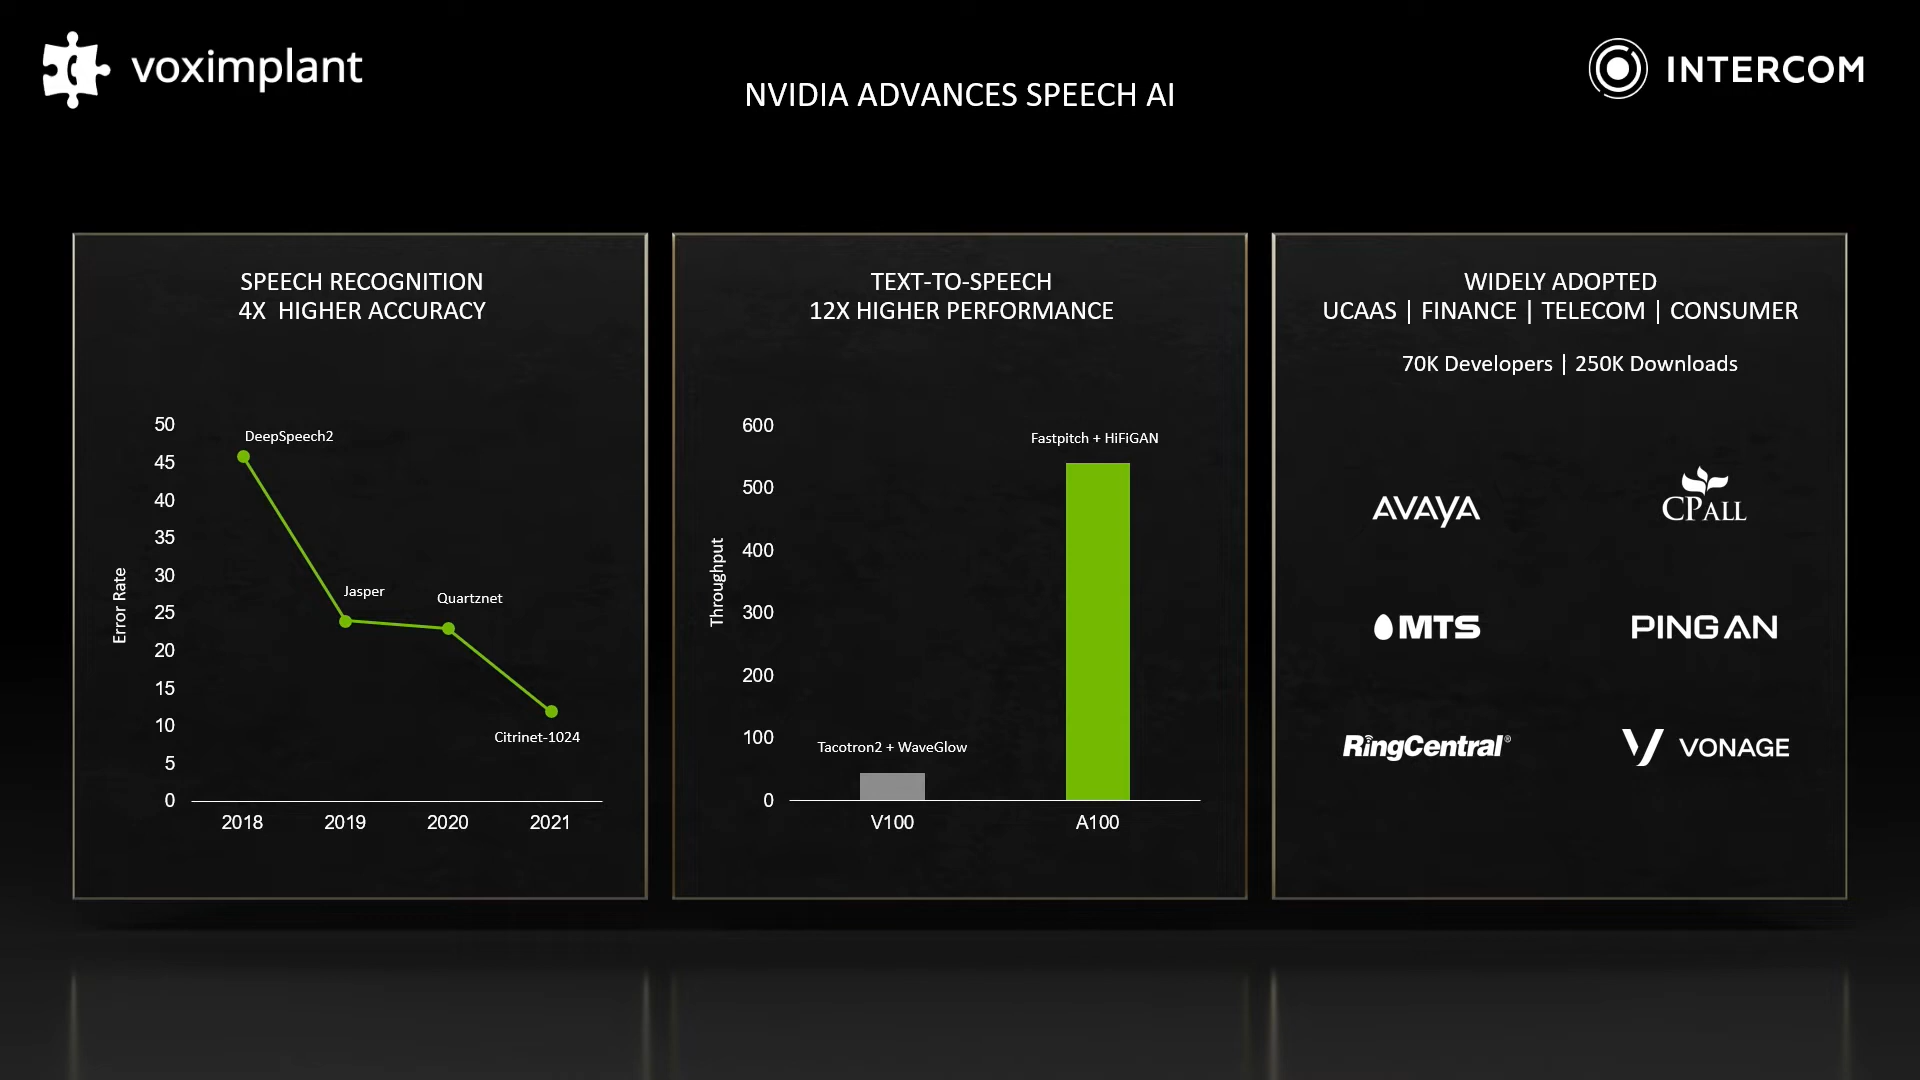 voximplant
NVIDIA ADVANCES SPEECH AI
INTERCOM
SPEECH RECOGNITION
4X HIGHER ACCURACY
Error Rate
50
45
40
35
30
25
20
15
10
5
0
DeepSpeech2
Jasper
Quartznet
Citrinet-1024
2018 2019 2020 2021
TEXT-TO-SPEECH
12X HIGHER PERFORMANCE
Throughput
600
500
400
300
200
100
0
Tacotron2 + WaveGlow
Fastpitch + HiFiGAN
V100 A100
WIDELY ADOPTED
UCAAS | FINANCE | TELECOM | CONSUMER
70K Developers | 250K Downloads
AVAYA
CPALL
MTS
PING AN
RingCentral®
VONAGE